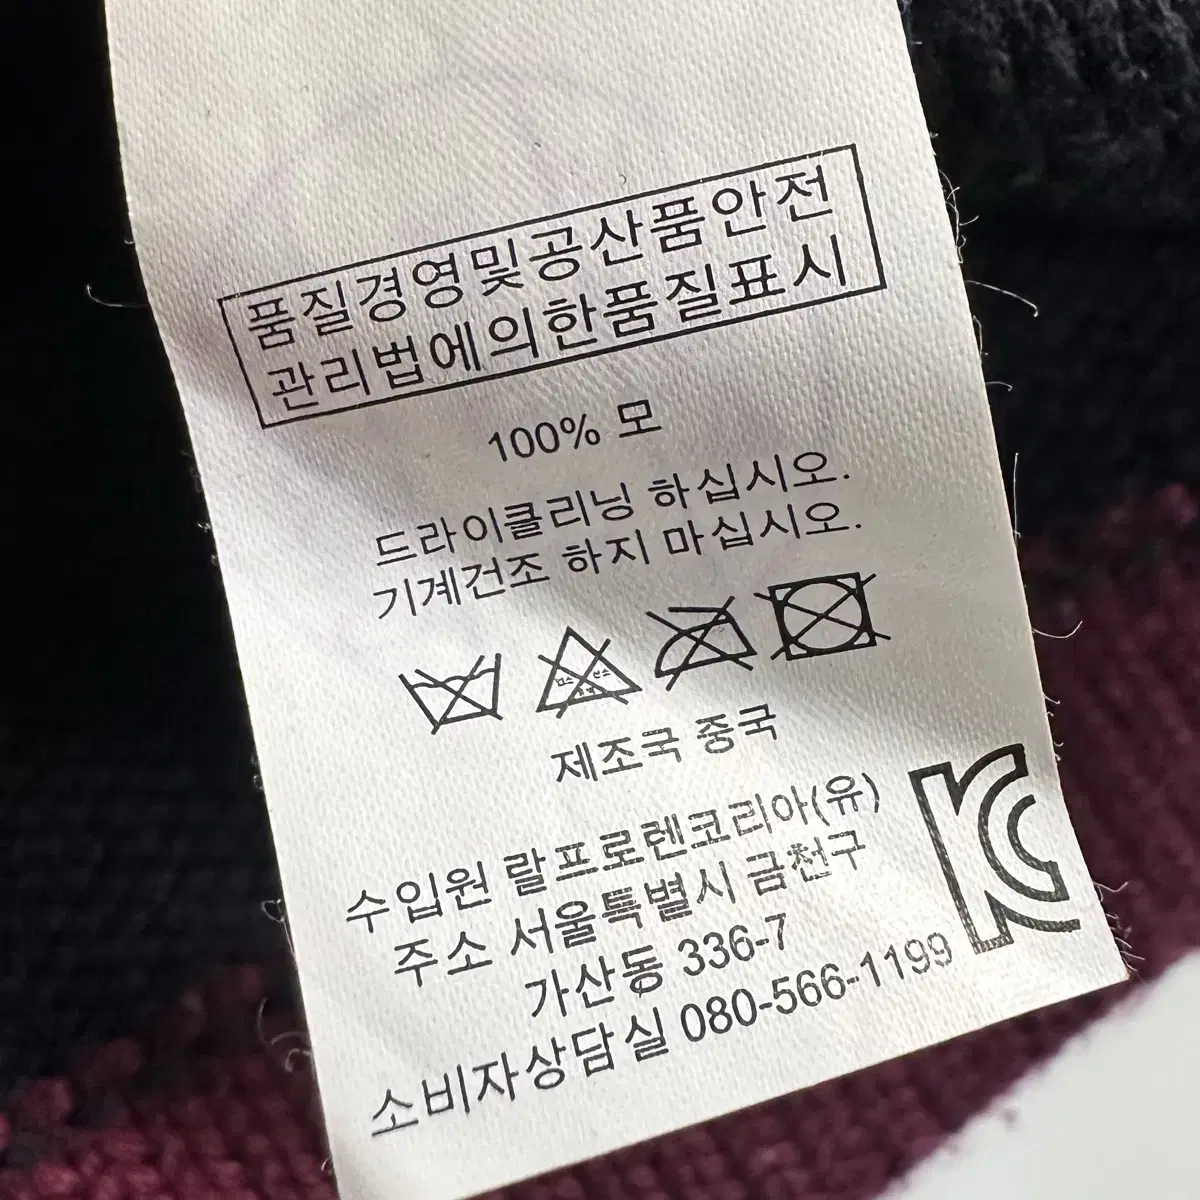 품질경영및공산품안전
관리법에의한품질표시
100% 모
드라이클리닝 하십시오.
기계건조 하지 마십시오.
제조국 중국
수입원 랄프로렌코리아(유)
주소 서울특별시 금천구
가산동 336-7
소비자상담실 080-566-1199